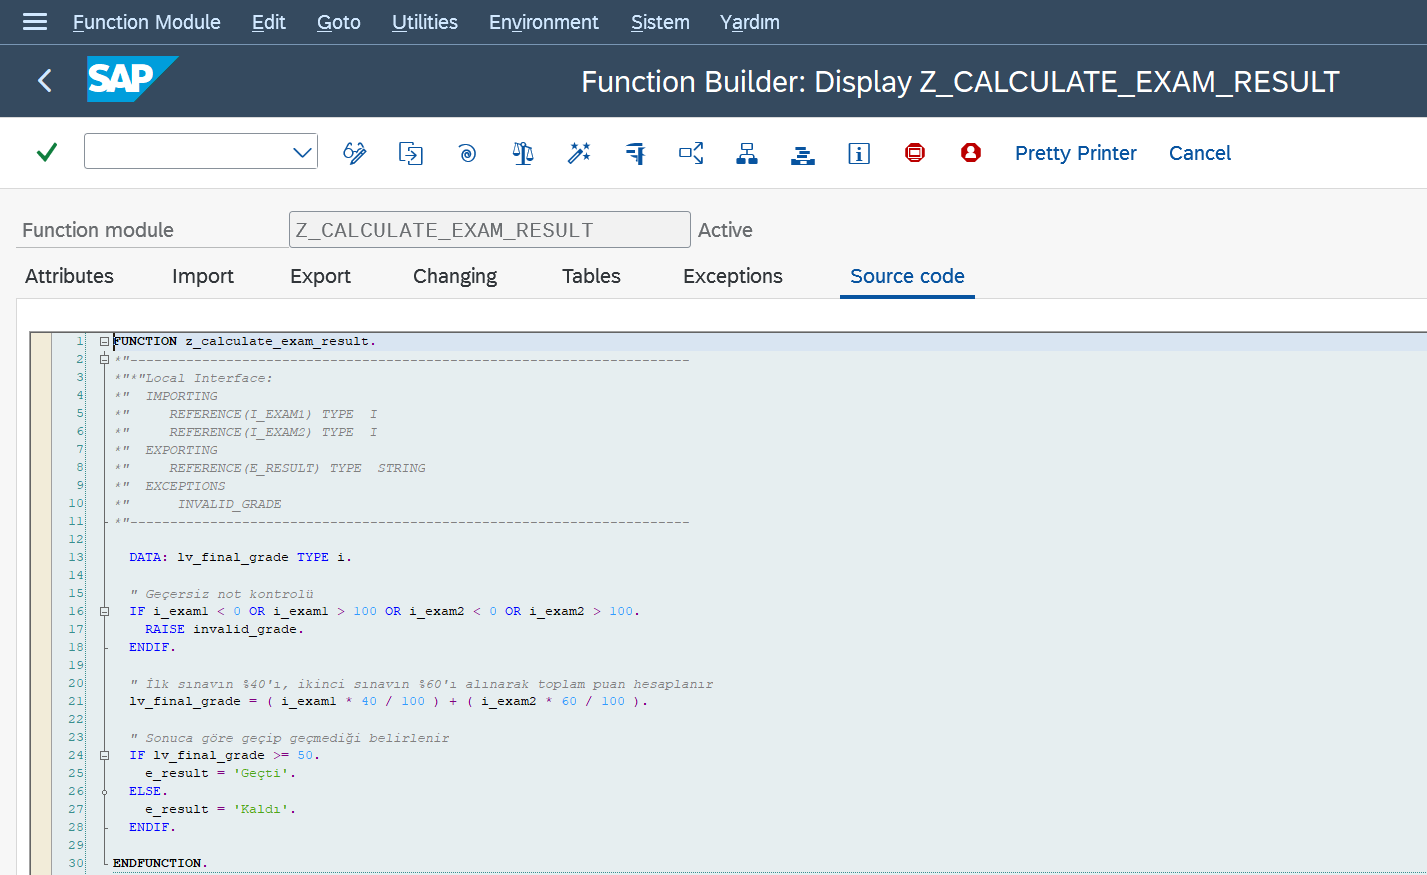 Function Module Edit Goto Utilities Environment Sistem Yardım
SAP Function Builder: Display Z_CALCULATE_EXAM_RESULT
Pretty Printer Cancel
Function module Z_CALCULATE_EXAM_RESULT Active
Attributes Import Export Changing Tables Exceptions Source code
1 FUNCTION z_calculate_exam_result.
2 *"----------------------------------------------------------------------
3 *"*"Local Interface:
4 *"  IMPORTING
5 *"     REFERENCE(I_EXAM1) TYPE  I
6 *"     REFERENCE(I_EXAM2) TYPE  I
7 *"  EXPORTING
8 *"     REFERENCE(E_RESULT) TYPE  STRING
9 *"  EXCEPTIONS
10 *"      INVALID_GRADE
11 *"----------------------------------------------------------------------
12
13   DATA: lv_final_grade TYPE i.
14
15   " Geçersiz not kontrolü
16   IF i_exam1 < 0 OR i_exam1 > 100 OR i_exam2 < 0 OR i_exam2 > 100.
17     RAISE invalid_grade.
18   ENDIF.
19
20   " İlk sınavın %40'ı, ikinci sınavın %60'ı alınarak toplam puan hesaplanır
21   lv_final_grade = ( i_exam1 * 40 / 100 ) + ( i_exam2 * 60 / 100 ).
22
23   " Sonuca göre geçip geçmediği belirlenir
24   IF lv_final_grade >= 50.
25     e_result = 'Geçti'.
26   ELSE.
27     e_result = 'Kaldı'.
28   ENDIF.
29
30 ENDFUNCTION.